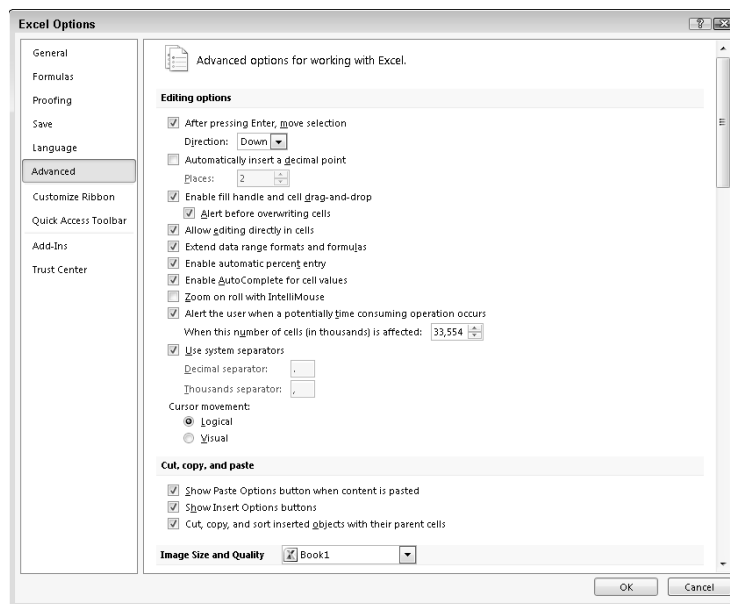 Excel Options
General
Formulas
Proofing
Save
Language
Advanced
Customize Ribbon
Quick Access Toolbar
Add-Ins
Trust Center
Advanced options for working with Excel.
Editing options
After pressing Enter, move selection
Direction: Down
Automatically insert a decimal point
Places: 2
Enable fill handle and cell drag-and-drop
Alert before overwriting cells
Allow editing directly in cells
Extend data range formats and formulas
Enable automatic percent entry
Enable AutoComplete for cell values
Zoom on roll with IntelliMouse
Alert the user when a potentially time consuming operation occurs
When this number of cells (in thousands) is affected: 33,554
Use system separators
Decimal separator: .
Thousands separator: ,
Cursor movement:
Logical
Visual
Cut, copy, and paste
Show Paste Options button when content is pasted
Show Insert Options buttons
Cut, copy, and sort inserted objects with their parent cells
Image Size and Quality Book1
OK Cancel